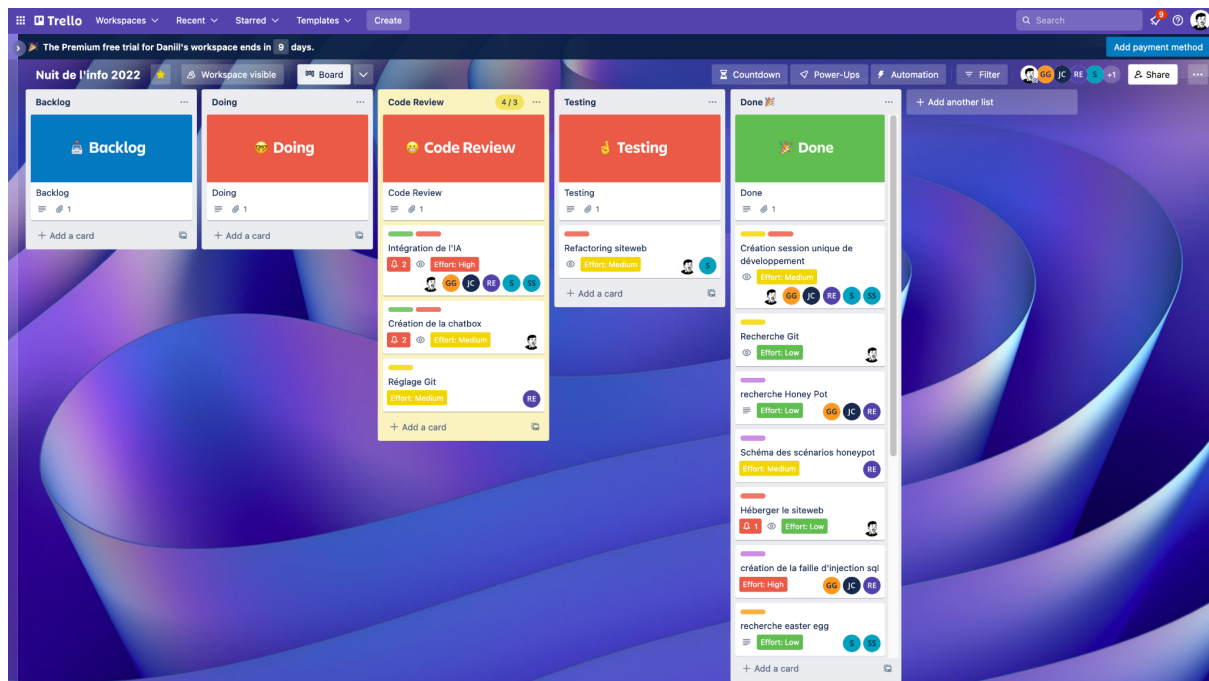 Trello Workspaces Recent Starred Templates Create Search 9
The Premium free trial for Daniil's workspace ends in 9 days. Add payment method
Nuit de l'info 2022 Workspace visible Board Countdown Power-Ups Automation Filter GG JC RE S +1 Share
Backlog
Backlog
Backlog
1
+ Add a card
Doing
Doing
Doing
1
+ Add a card
Code Review 4/3
Code Review
Code Review
1
Intégration de l'IA
2 Effort: High
GG JC RE S SS
Création de la chatbox
2 Effort: Medium
Réglage Git
Effort: Medium RE
+ Add a card
Testing
Testing
Testing
1
Refactoring siteweb
Effort: Medium S
+ Add a card
Done
Done
Done
1
Création session unique de
développement
Effort: Medium
GG JC RE S SS
Recherche Git
Effort: Low
recherche Honey Pot
Effort: Low GG JC RE
Schéma des scénarios honeypot
Effort: Medium RE
Héberger le siteweb
1 Effort: Low
création de la faille d'injection sql
Effort: High GG JC RE
recherche easter egg
Effort: Low S SS
+ Add a card
+ Add another list